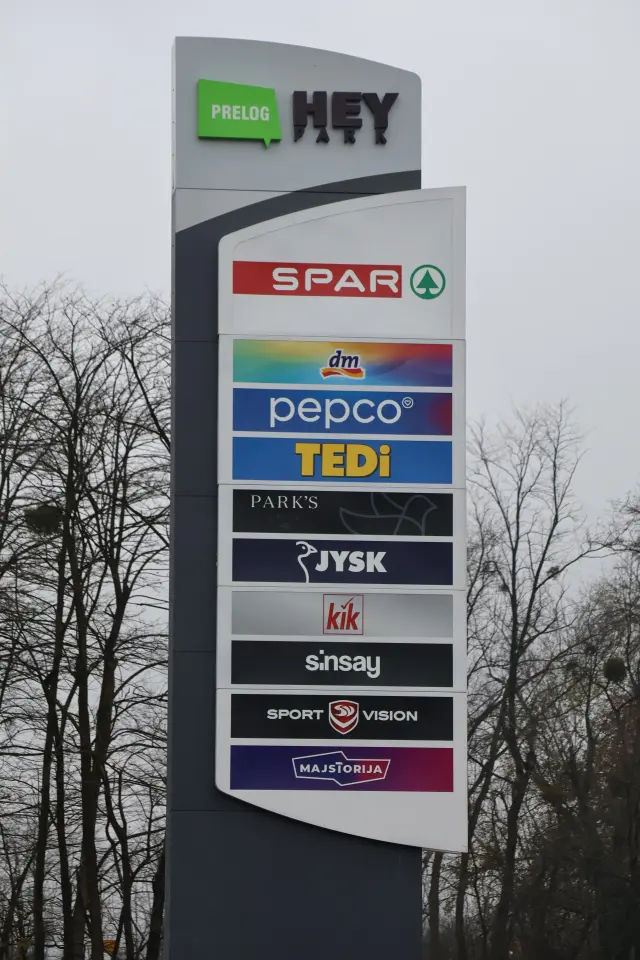 PRELOG
HEY
PARK
SPAR
dm
pepco
TEDi
PARK'S
JYSK
kik
sinsay
SPORT VISION
MAJSTORIJA